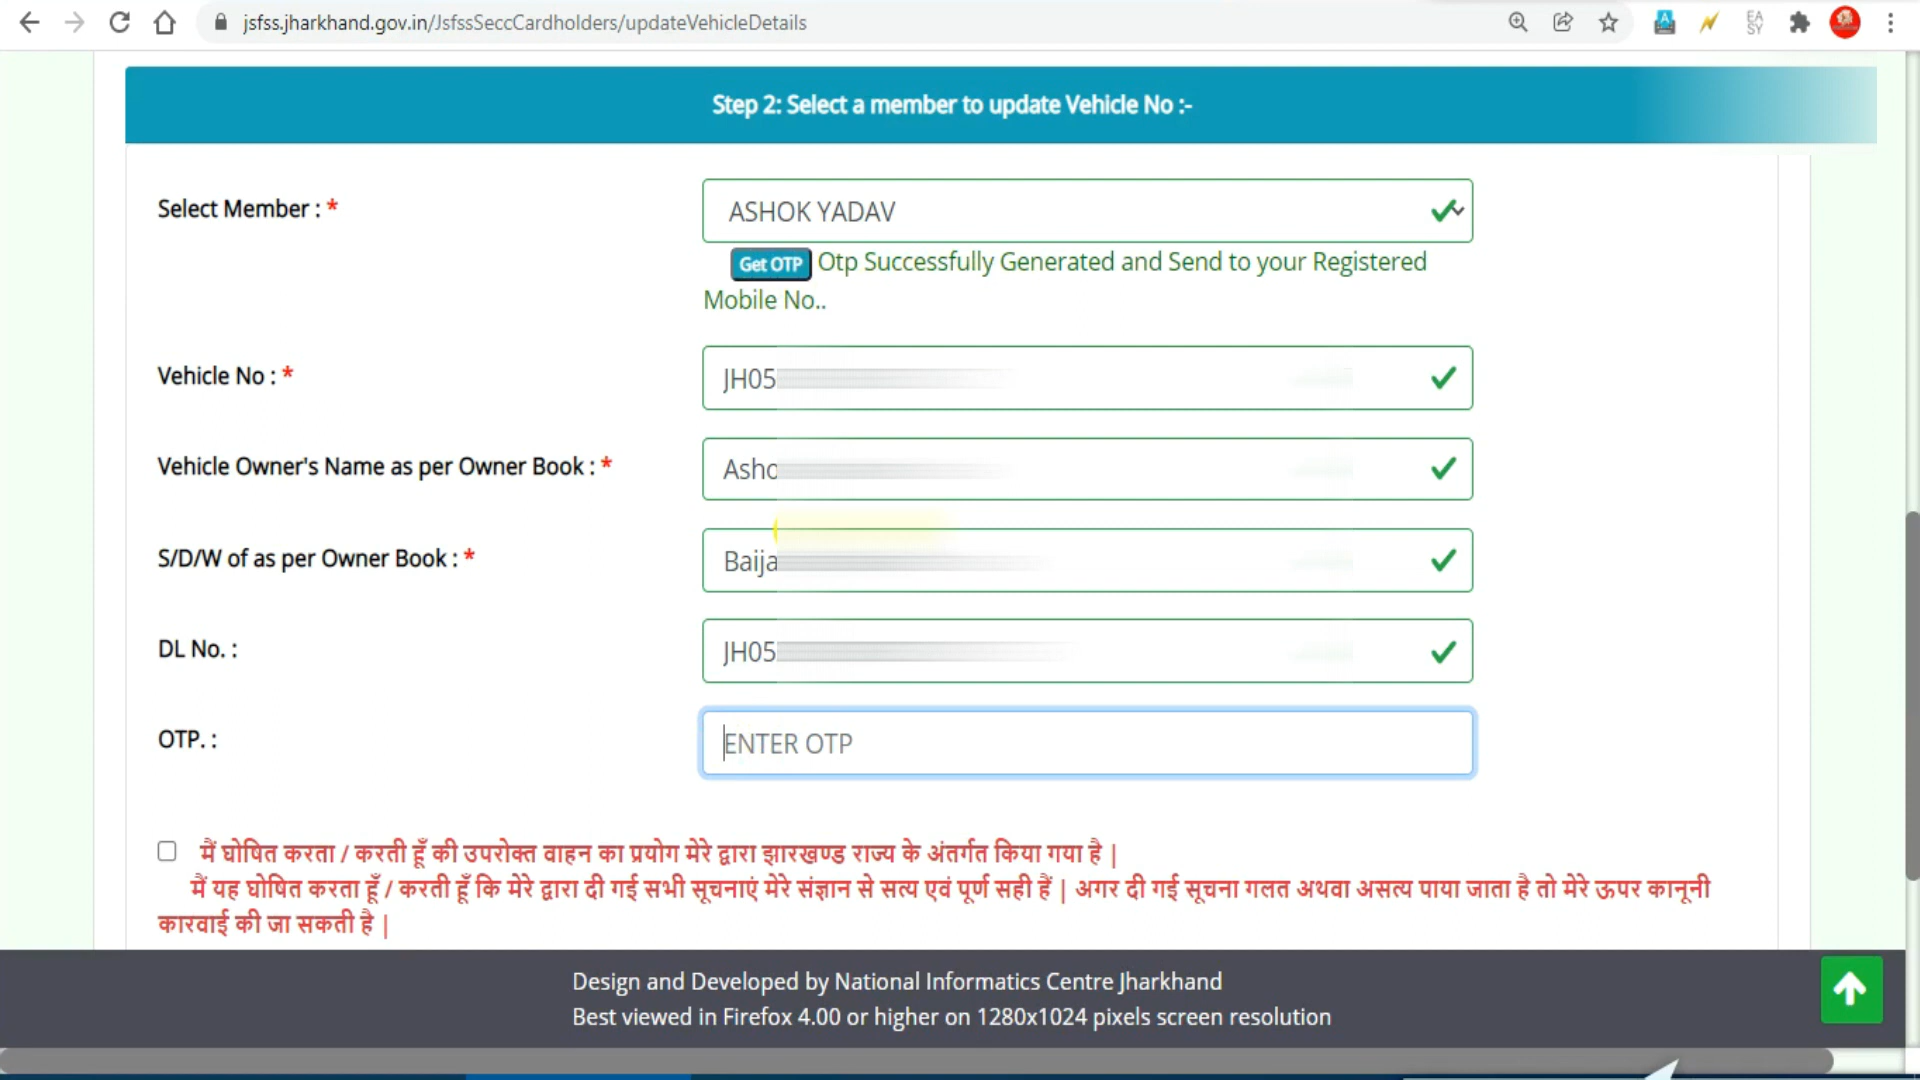 jsfss.jharkhand.gov.in/JsfssSeccCardholders/updateVehicleDetails
EA
SY
Step 2: Select a member to update Vehicle No :-
Select Member : *
ASHOK YADAV
Get OTP Otp Successfully Generated and Send to your Registered
Mobile No..
Vehicle No : *
JH05
Vehicle Owner's Name as per Owner Book : *
Asho
S/D/W of as per Owner Book : *
Baija
DL No. :
JH05
OTP. :
ENTER OTP
मैं घोषित करता / करती हूँ की उपरोक्त वाहन का प्रयोग मेरे द्वारा झारखण्ड राज्य के अंतर्गत किया गया है |
मैं यह घोषित करता हूँ / करती हूँ कि मेरे द्वारा दी गई सभी सूचनाएं मेरे संज्ञान से सत्य एवं पूर्ण सही हैं | अगर दी गई सूचना गलत अथवा असत्य पाया जाता है तो मेरे ऊपर कानूनी
कारवाई की जा सकती है |
Design and Developed by National Informatics Centre Jharkhand
Best viewed in Firefox 4.00 or higher on 1280x1024 pixels screen resolution